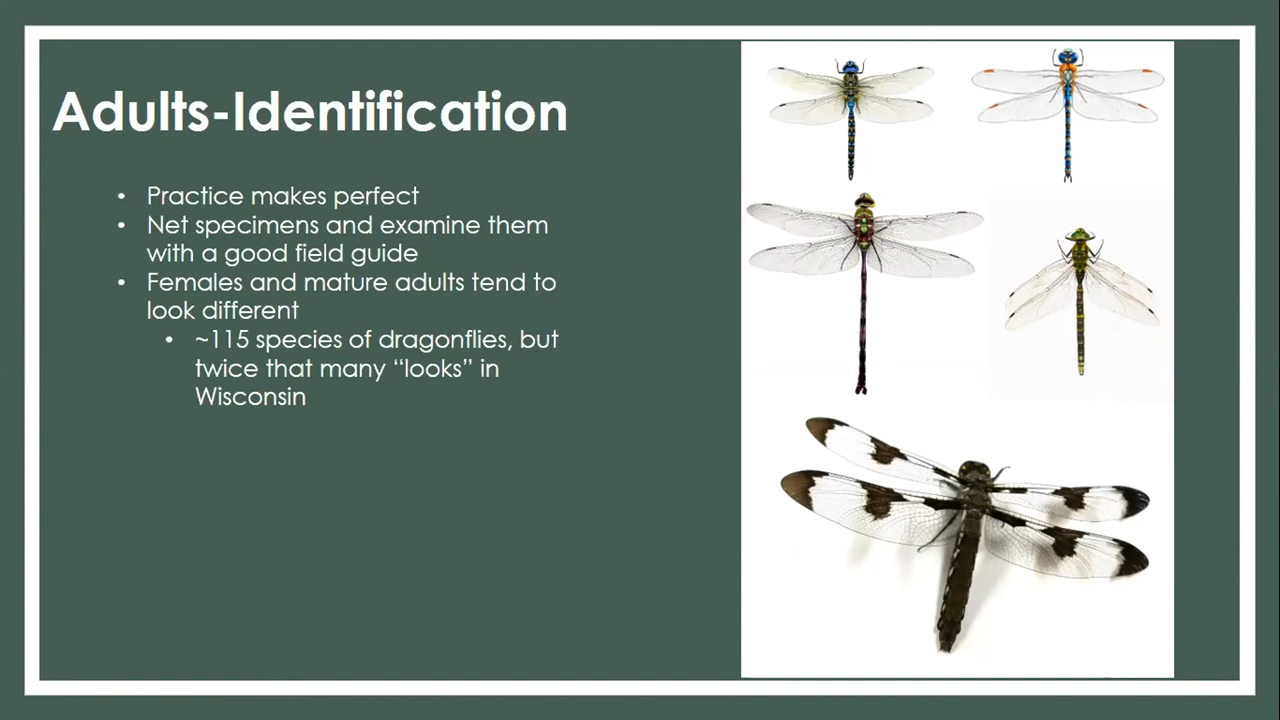 Adults-Identification
• Practice makes perfect
• Net specimens and examine them
with a good field guide
• Females and mature adults tend to
look different
• ~115 species of dragonflies, but
twice that many “looks” in
Wisconsin